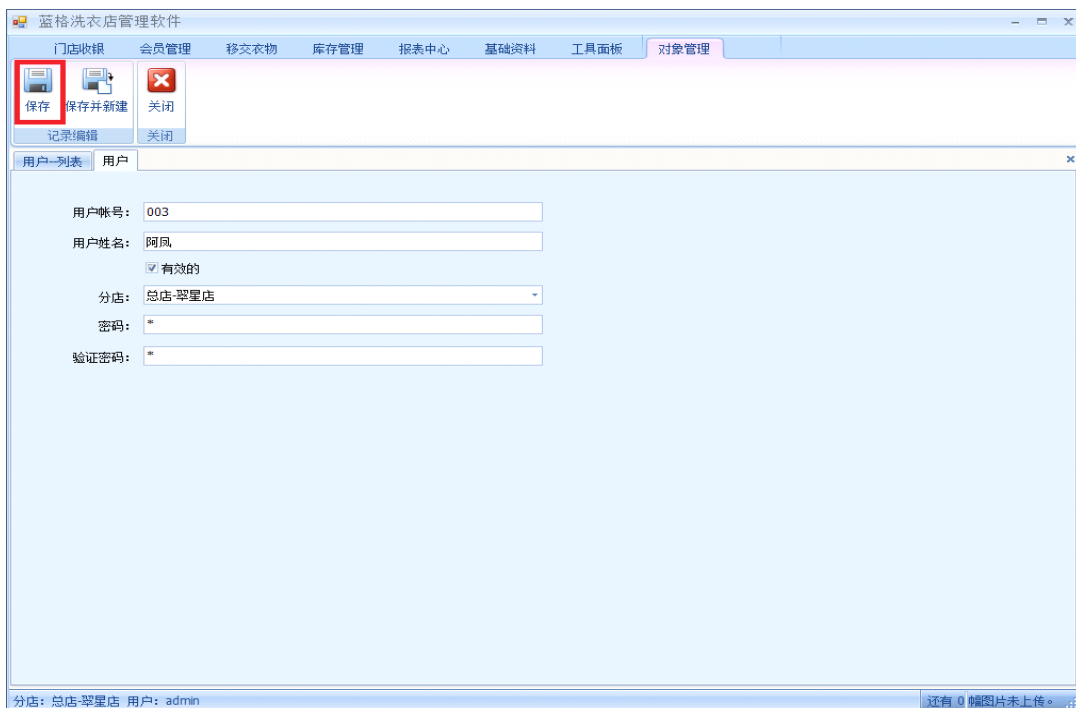 蓝格洗衣店管理软件
门店收银 会员管理 移交衣物 库存管理 报表中心 基础资料 工具面板 对象管理
保存 保存并新建 关闭
记录编辑 关闭
用户--列表 用户
用户帐号: 003
用户姓名: 阿凤
有效的
分店: 总店-翠星店
密码: *
验证密码: *
分店: 总店-翠星店 用户: admin 还有 0 幅图片未上传。